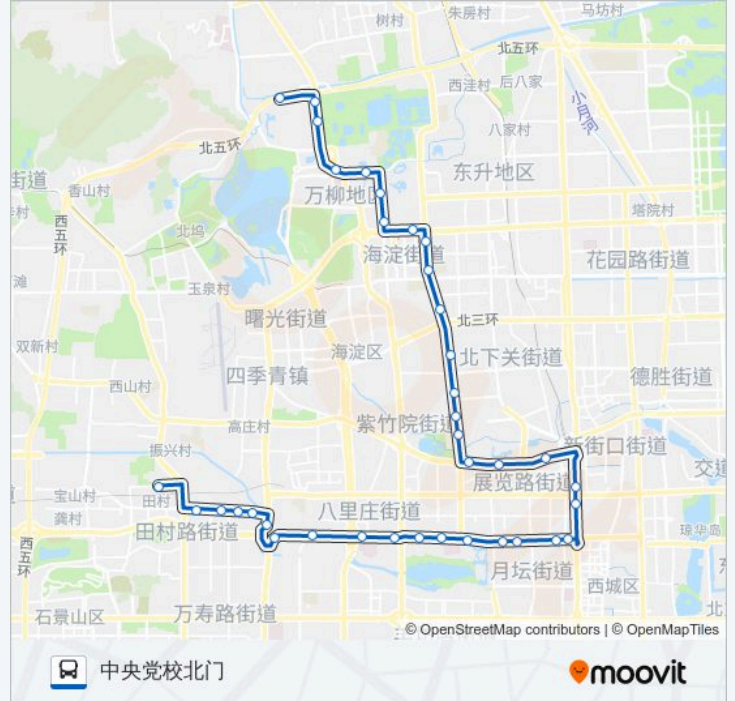 树村
朱房村
马坊村
北五环
西洼村
后八家
小月河
八家村
北五环
街道
香山村
万柳地区
东升地区
西五环
北坞
塔院村
海淀街道
花园路街道
玉泉村
曙光街道
北三环
双新村
海淀区
北下关街道
四季青镇
德胜街道
西山村
紫竹院街道
高庄村
新街口街道
振兴村
交道
展览路街道
宝山村
田村
八里庄街道
龚村
田村路街道
琼华岛
西五环
月坛街道
西城区
石景山区
万寿路街道
© OpenStreetMap contributors | © OpenMapTiles
中央党校北门
moovit